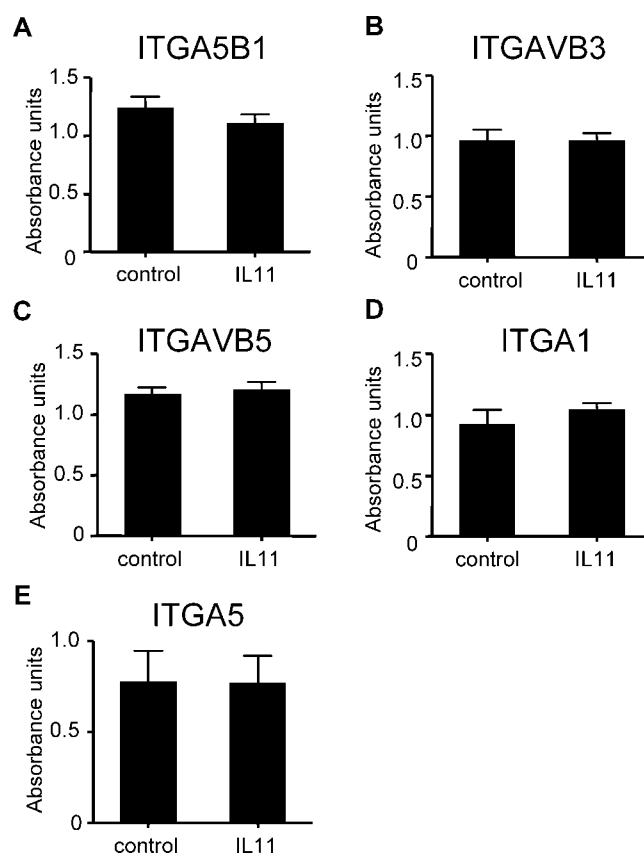 A
ITGA5B1
Absorbance units
1.5
1.0
0.5
0
control IL11
B
ITGAVB3
Absorbance units
1.5
1.0
0.5
0
control IL11
C
ITGAVB5
Absorbance units
1.5
1.0
0.5
0
control IL11
D
ITGA1
Absorbance units
1.5
1.0
0.5
0
control IL11
E
ITGA5
Absorbance units
1.0
0.5
0
control IL11